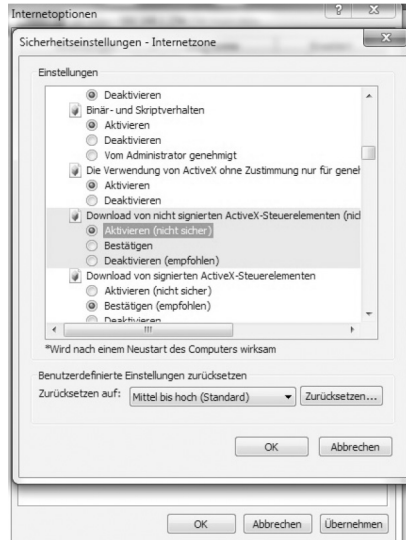 Internetoptionen
Sicherheitseinstellungen - Internetzone
Einstellungen
Deaktivieren
Binär- und Skriptverhalten
Aktivieren
Deaktivieren
Vom Administrator genehmigt
Die Verwendung von ActiveX ohne Zustimmung nur für geneh
Aktivieren
Deaktivieren
Download von nicht signierten ActiveX-Steuerelementen (nicl
Aktivieren (nicht sicher)
Bestätigen
Deaktivieren (empfohlen)
Download von signierten ActiveX-Steuerelementen
Aktivieren (nicht sicher)
Bestätigen (empfohlen)
Deaktivieren
*Wird nach einem Neustart des Computers wirksam
Benutzerdefinierte Einstellungen zurücksetzen
Zurücksetzen auf: Mittel bis hoch (Standard) Zurücksetzen...
OK Abbrechen
OK Abbrechen Übernehmen